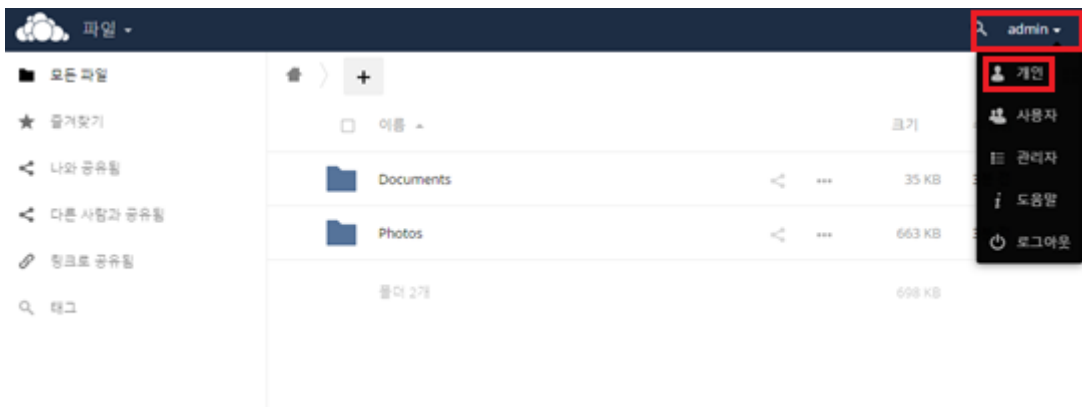 파일
admin
모든 파일
즐겨찾기
나와 공유됨
다른 사람과 공유됨
링크로 공유됨
태그
+
이름
크기
Documents
35 KB
Photos
663 KB
폴더 2개
698 KB
개인
사용자
관리자
도움말
로그아웃